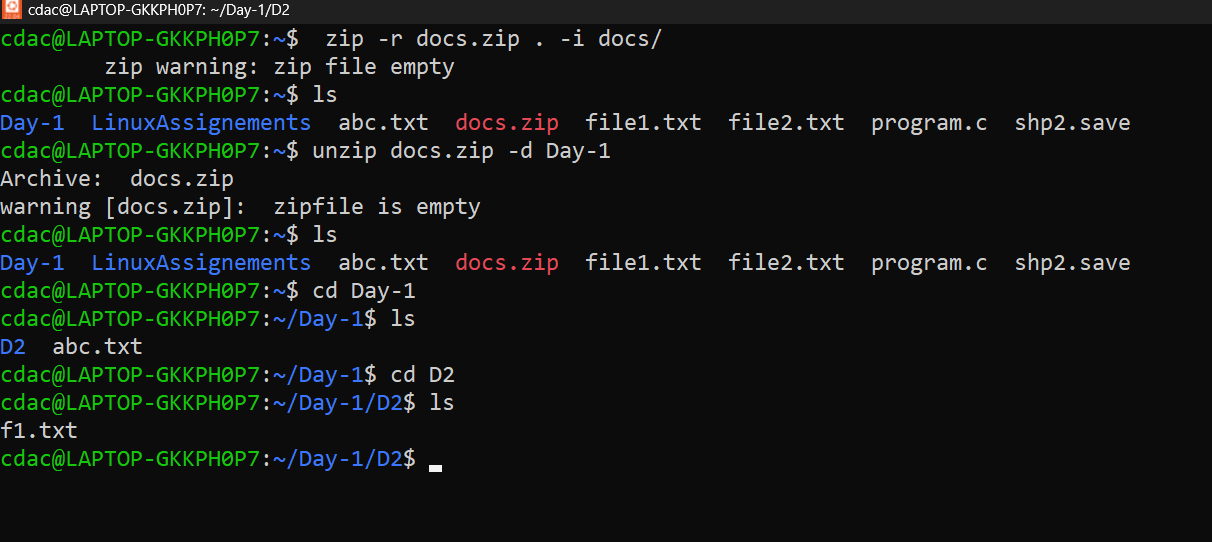 cdac@LAPTOP-GKKPH0P7: ~/Day-1/D2
cdac@LAPTOP-GKKPH0P7:~$  zip -r docs.zip . -i docs/
        zip warning: zip file empty
cdac@LAPTOP-GKKPH0P7:~$ ls
Day-1  LinuxAssignements  abc.txt  docs.zip  file1.txt  file2.txt  program.c  shp2.save
cdac@LAPTOP-GKKPH0P7:~$ unzip docs.zip -d Day-1
Archive:  docs.zip
warning [docs.zip]:  zipfile is empty
cdac@LAPTOP-GKKPH0P7:~$ ls
Day-1  LinuxAssignements  abc.txt  docs.zip  file1.txt  file2.txt  program.c  shp2.save
cdac@LAPTOP-GKKPH0P7:~$ cd Day-1
cdac@LAPTOP-GKKPH0P7:~/Day-1$ ls
D2  abc.txt
cdac@LAPTOP-GKKPH0P7:~/Day-1$ cd D2
cdac@LAPTOP-GKKPH0P7:~/Day-1/D2$ ls
f1.txt
cdac@LAPTOP-GKKPH0P7:~/Day-1/D2$